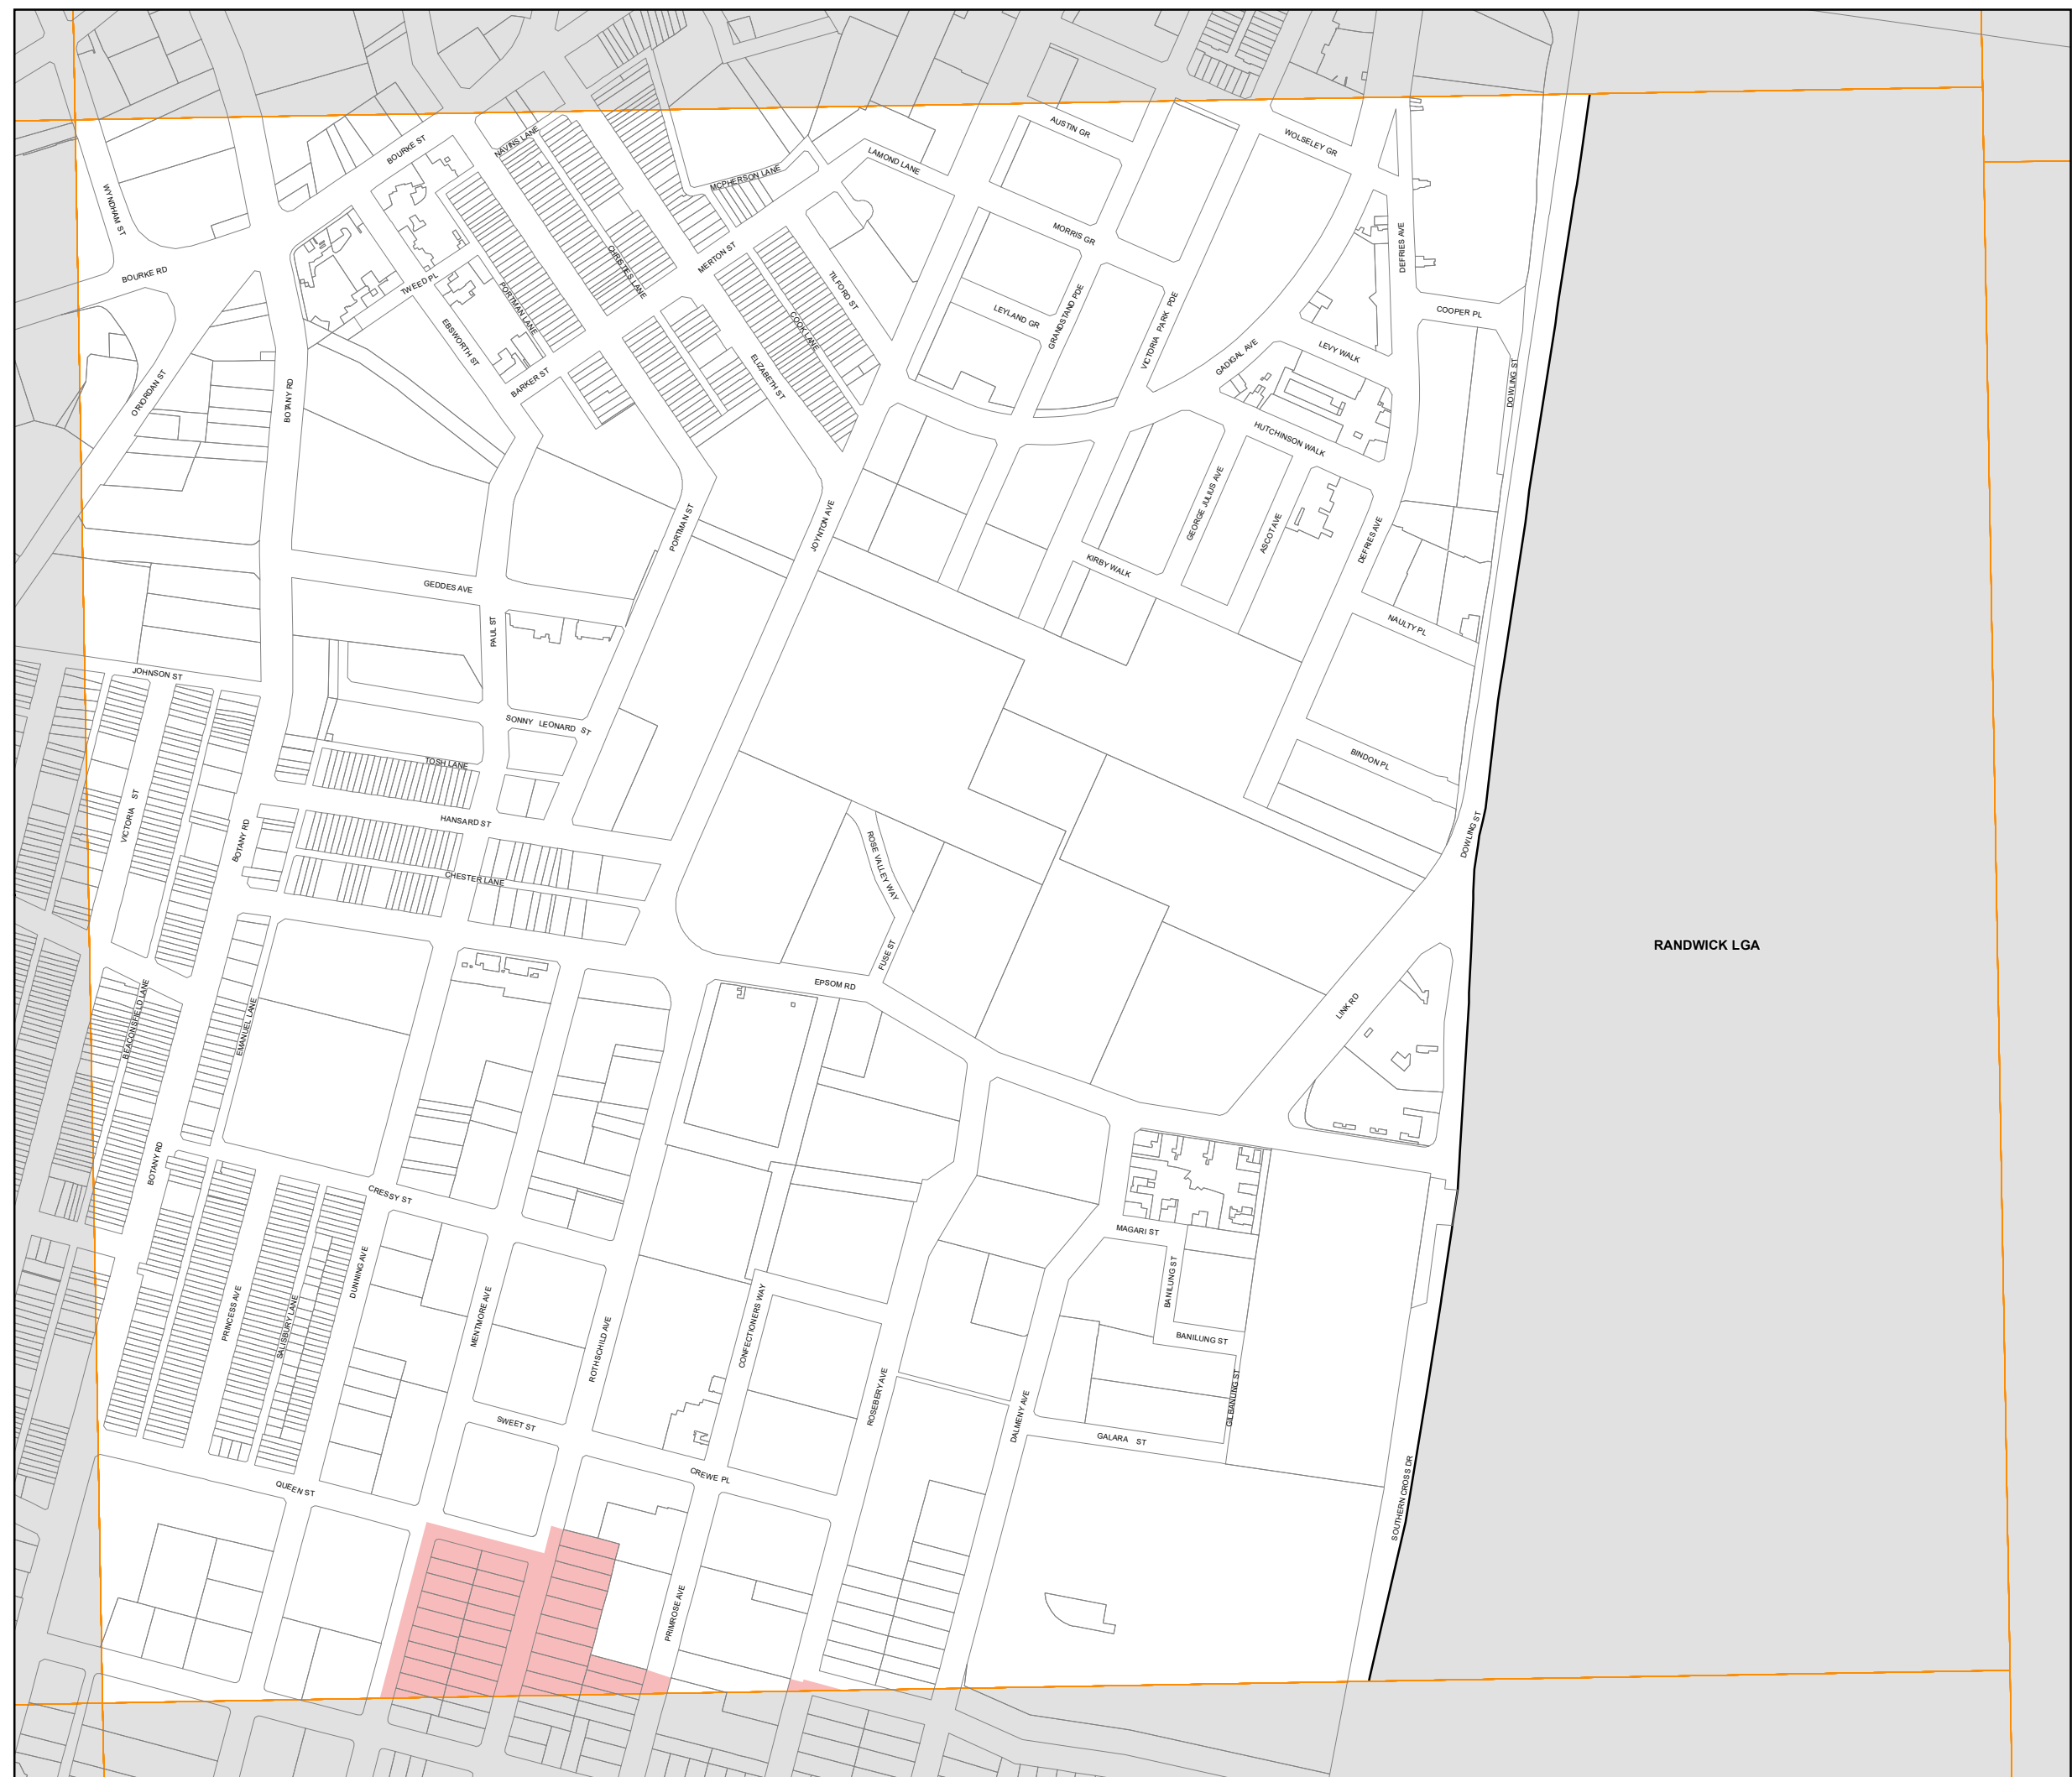 AUSTIN GR
WOLSELEY GR
NAVINS LANE
BOURKE ST
LAMOND LANE
MCPHERSON LANE
WYNDHAM ST
MORRIS GR
DEFRIES AVE
MERTON ST
CHRISTIES LANE
BOURKE RD
TWEED PL
TILFORD ST
PORTMAN LANE
COOPER PL
LEYLAND GR
GRANDSTAND PDE
VICTORIA PARK PDE
COOK LANE
EBSWORTH ST
LEVY WALK
GADIGAL AVE
ELIZABETH ST
BARKER ST
DOWLING ST
ORIORDAN ST
BOTANY RD
HUTCHINSON WALK
GEORGE JULIUS AVE
PORTMAN ST
JOYNTON AVE
ASCOT AVE
DEFRIES AVE
KIRBY WALK
GEDDES AVE
NAULTY PL
PAUL ST
JOHNSON ST
SONNY LEONARD ST
BINDON PL
TOSH LANE
VICTORIA ST
HANSARD ST
BOTANY RD
DOWLING ST
ROSE VALLEY WAY
CHESTER LANE
RANDWICK LGA
FUSE ST
EPSOM RD
LINK RD
BEACONSFIELD LANE
EMANUEL LANE
BOTANY RD
CRESSY ST
MAGARI ST
DUNNING AVE
BANILUNG ST
PRINCESS AVE
SALISBURY LANE
MENTMORE AVE
CONFECTIONERS WAY
BANILUNG ST
ROTHSCHILD AVE
ROSEBERY AVE
GILBANUNG ST
DALMENY AVE
SWEET ST
GALARA ST
CREWE PL
QUEEN ST
SOUTHERN CROSS DR
PRIMROSE AVE